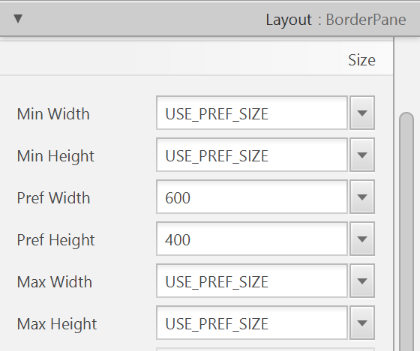 Layout : BorderPane
Size
Min Width USE_PREF_SIZE
Min Height USE_PREF_SIZE
Pref Width 600
Pref Height 400
Max Width USE_PREF_SIZE
Max Height USE_PREF_SIZE